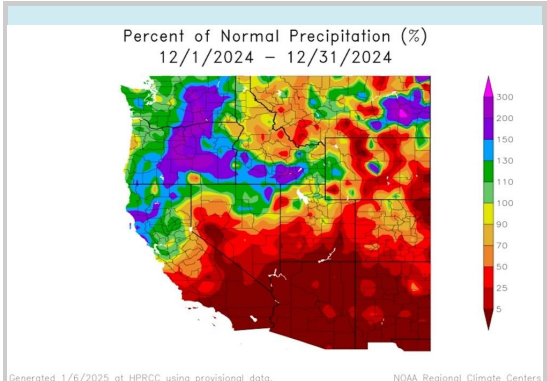 Percent of Normal Precipitation (%)
12/1/2024 – 12/31/2024
300
200
150
130
110
100
90
70
50
25
5
Generated 1/6/2025 at HPRCC using provisional data.
NOAA Regional Climate Centers